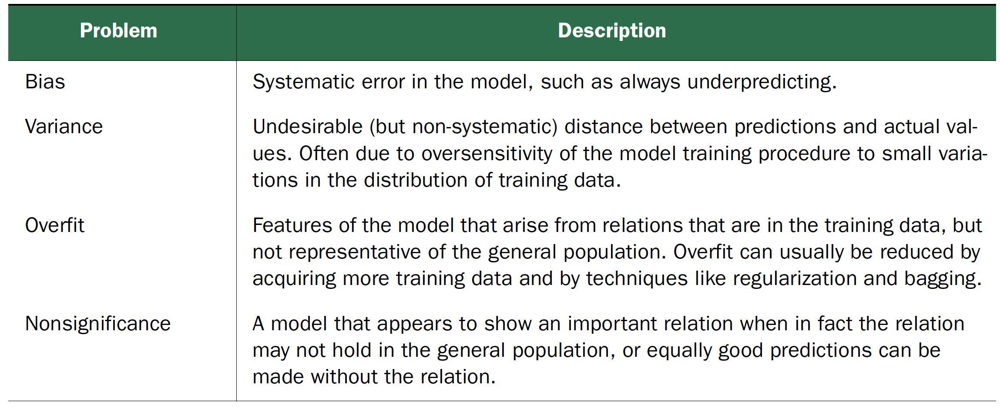 Problem Description
Bias Systematic error in the model, such as always underpredicting.
Variance Undesirable (but non-systematic) distance between predictions and actual val-
ues. Often due to oversensitivity of the model training procedure to small varia-
tions in the distribution of training data.
Overfit Features of the model that arise from relations that are in the training data, but
not representative of the general population. Overfit can usually be reduced by
acquiring more training data and by techniques like regularization and bagging.
Nonsignificance A model that appears to show an important relation when in fact the relation
may not hold in the general population, or equally good predictions can be
made without the relation.